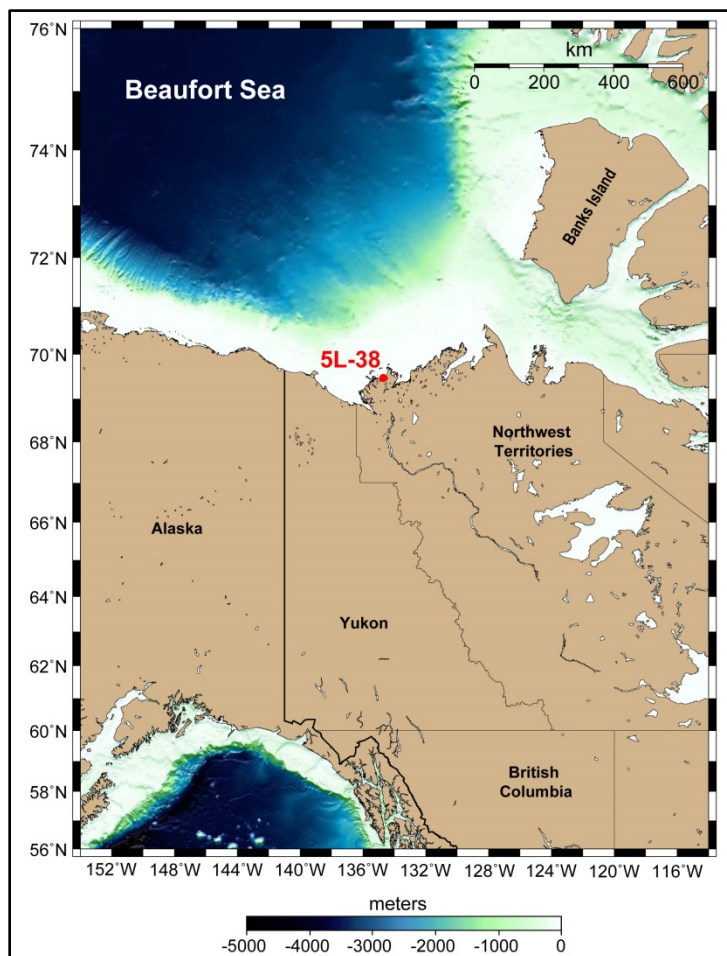 76°N
km
0 200 400 600
Beaufort Sea
74°N
Banks Island
72°N
70°N
5L-38
68°N
Northwest
Territories
66°N
Alaska
64°N
Yukon
62°N
60°N
British
Columbia
58°N
56°N
152°W 148°W 140°W 136°W 132°W 128°W 124°W 120°W 116°W
meters
-5000 -4000 -3000 -2000 -1000 0